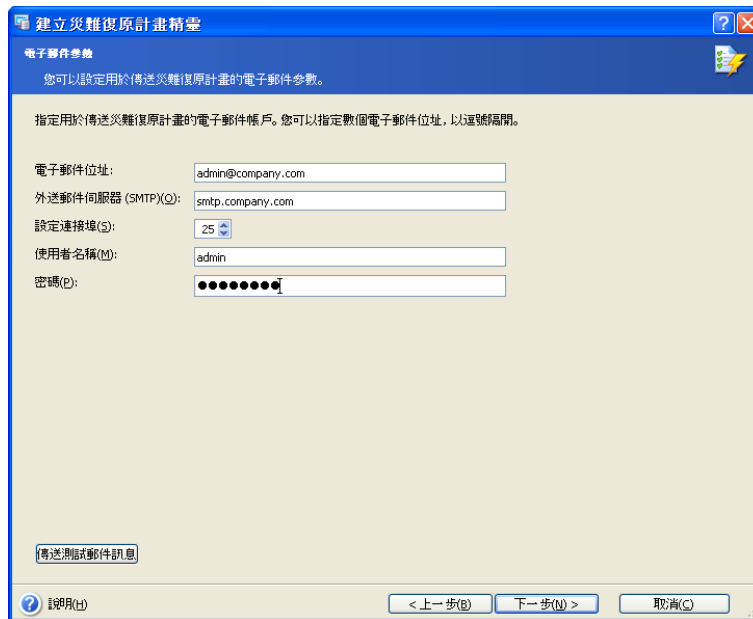 建立災難復原計畫精靈
電子郵件參數
您可以設定用於傳送災難復原計畫的電子郵件參數。
指定用於傳送災難復原計畫的電子郵件帳戶。您可以指定數個電子郵件位址，以逗號隔開。
電子郵件位址:
admin@company.com
外送郵件伺服器 (SMTP)(O):
smtp.company.com
設定連接埠(S):
25
使用者名稱(M):
admin
密碼(P):
●●●●●●●●
傳送測試郵件訊息
說明(H)
< 上一步(B)
下一步(N) >
取消(C)